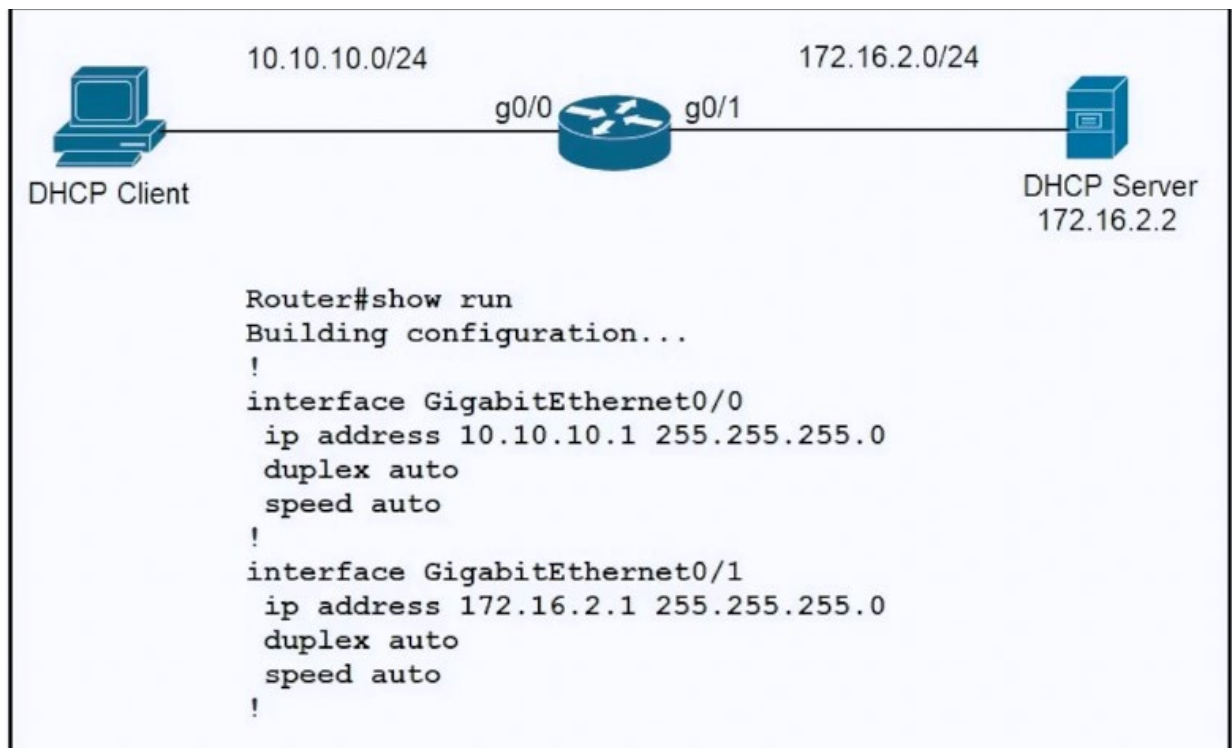 10.10.10.0/24
172.16.2.0/24
g0/0
g0/1
DHCP Client
DHCP Server
172.16.2.2
Router#show run
Building configuration...
!
interface GigabitEthernet0/0
 ip address 10.10.10.1 255.255.255.0
 duplex auto
 speed auto
!
interface GigabitEthernet0/1
 ip address 172.16.2.1 255.255.255.0
 duplex auto
 speed auto
!